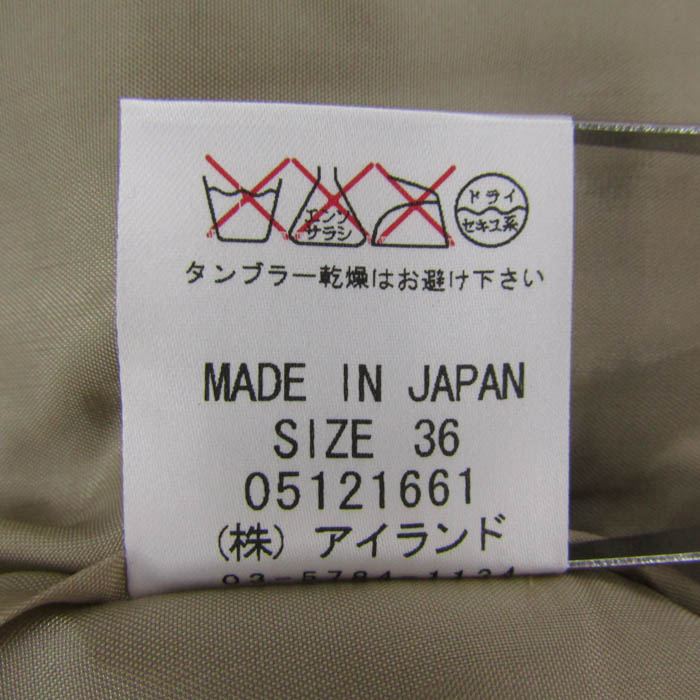 エンソ
サラシ
ドライ
セキユ系
タンブラー乾燥はお避け下さい
MADE IN JAPAN
SIZE 36
05121661
(株) アイランド